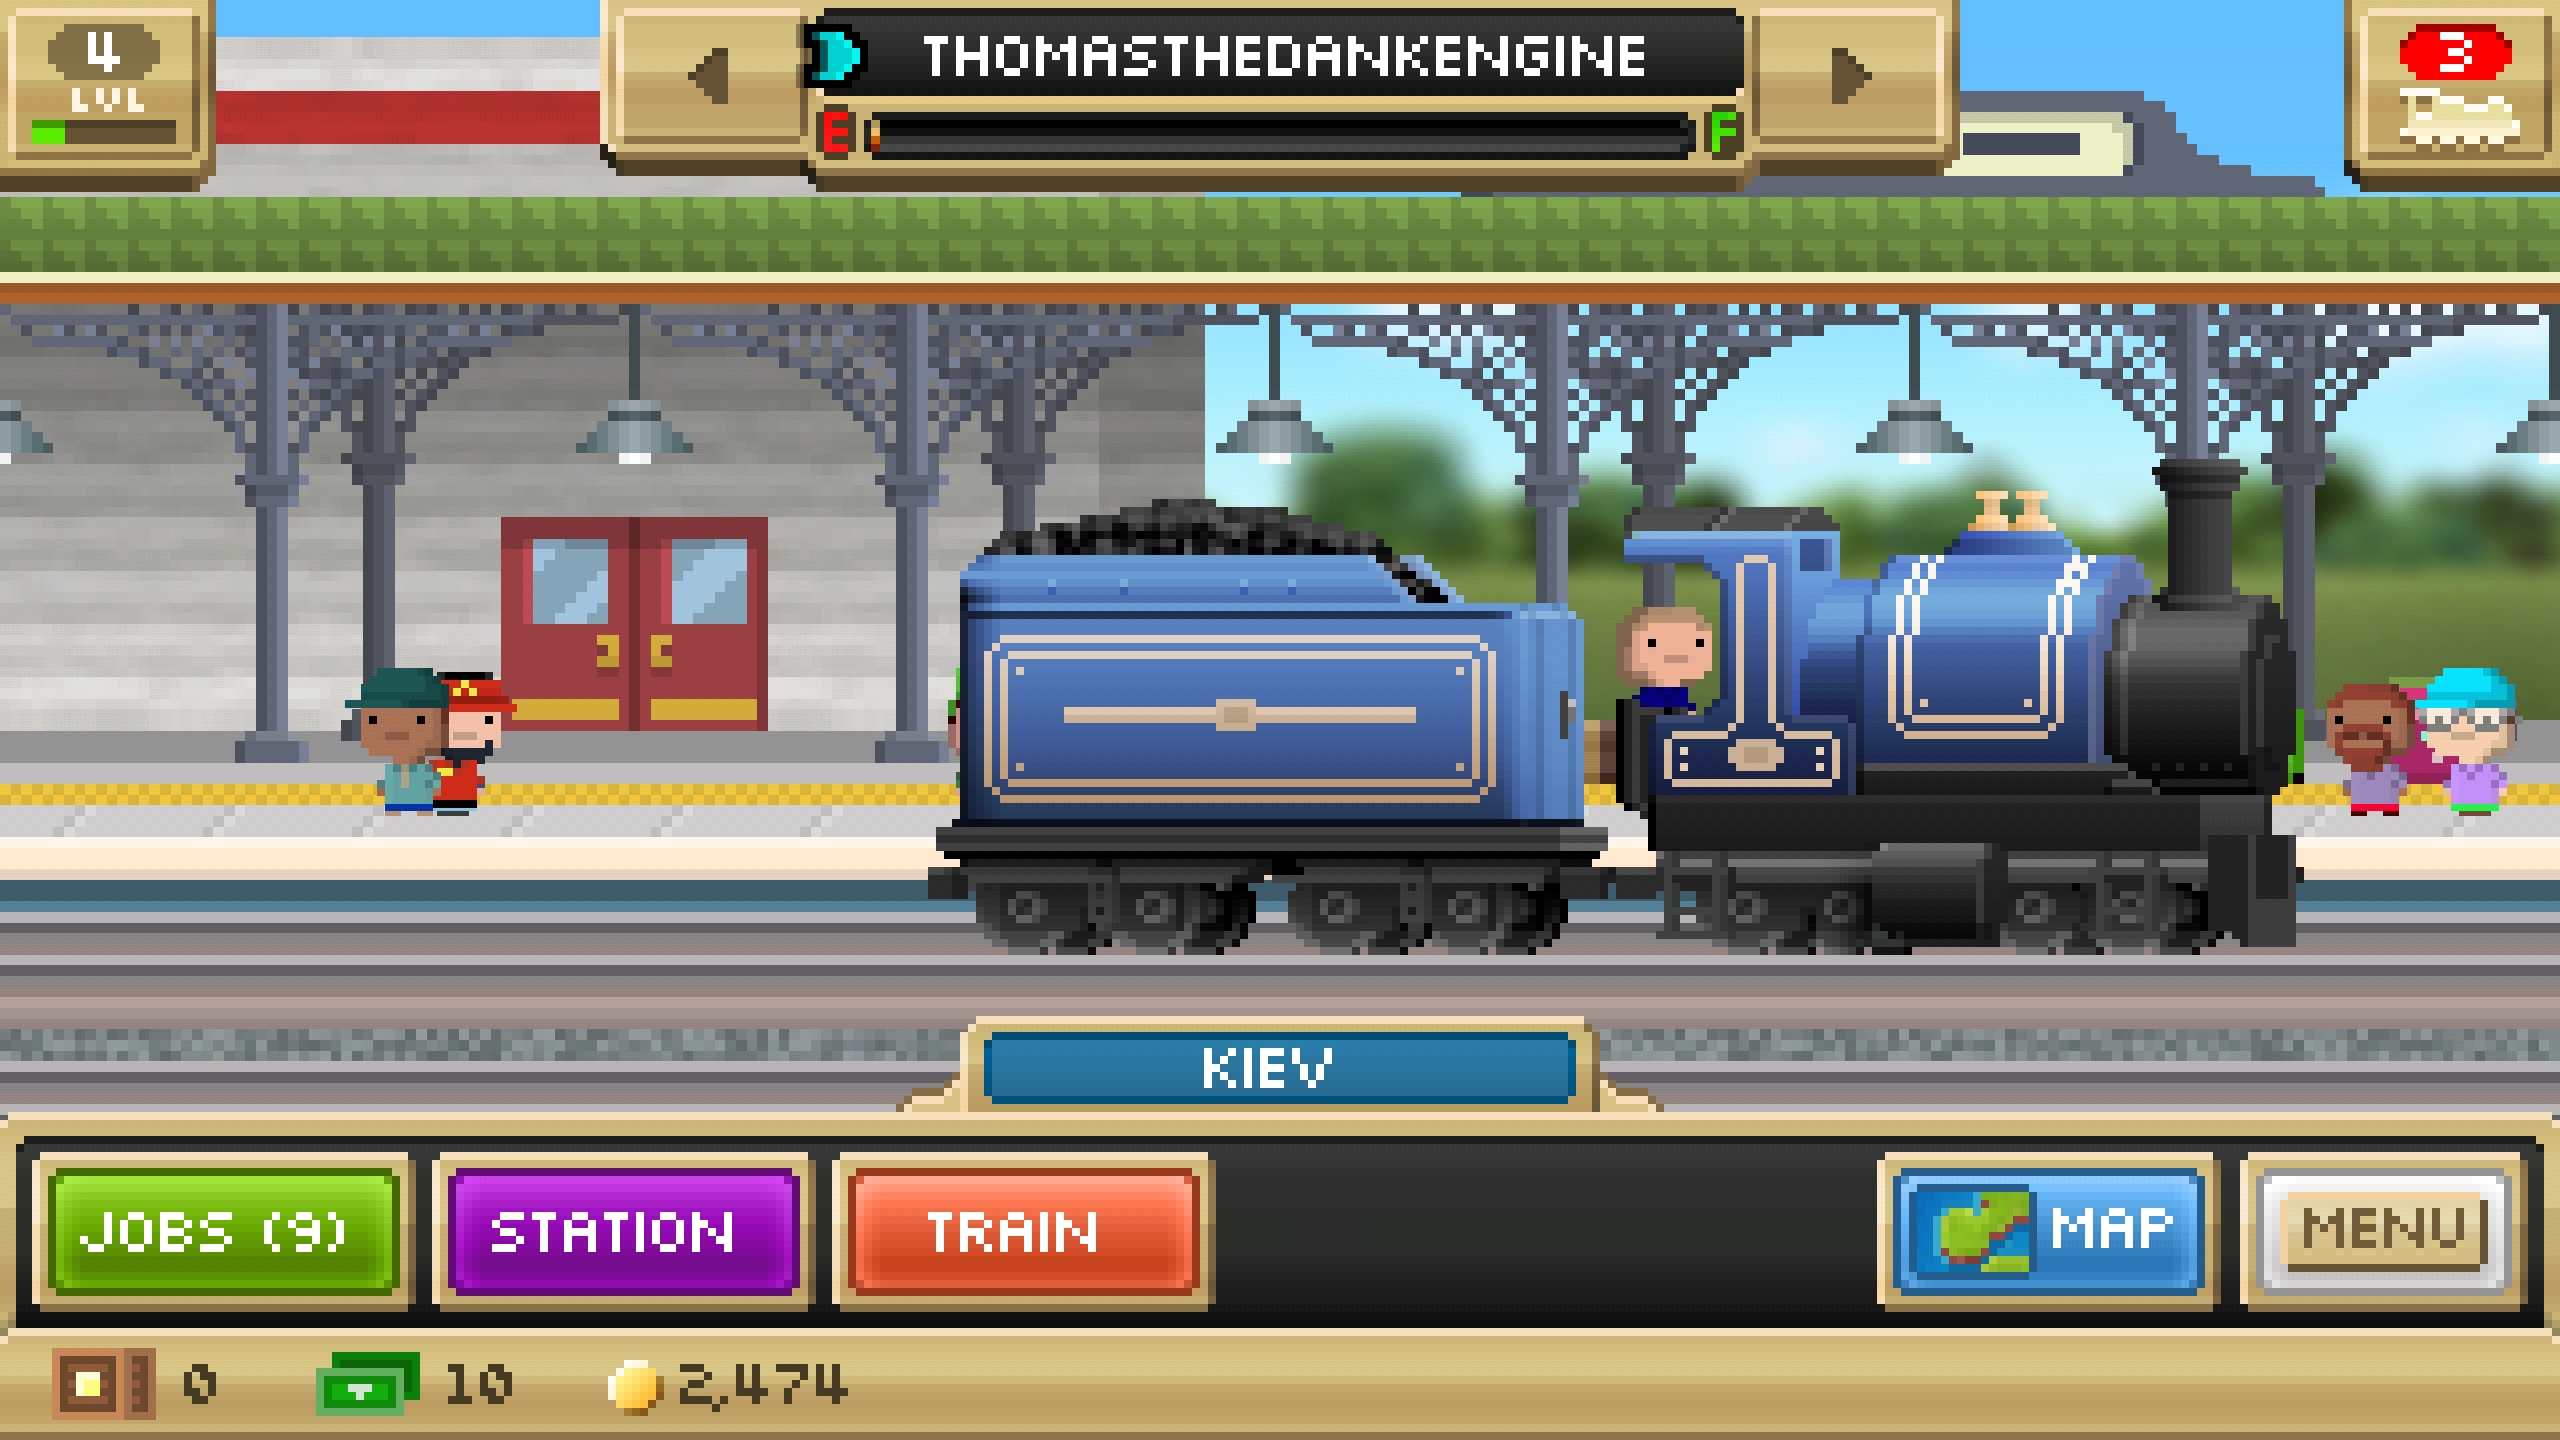 4
LVL
THOMASTHEDANKENGINE
E F
3
KIEV
JOBS (9)
STATION
TRAIN
MAP
MENU
0
10
2,474